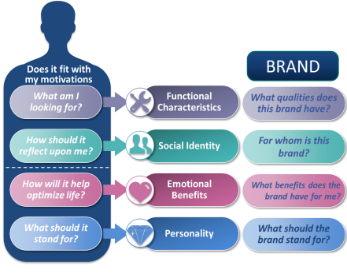 Does it fit with
my motivations
BRAND
What am I
looking for?
Functional
Characteristics
What qualities does
this brand have?
How should it
reflect upon me?
Social Identity
For whom is this
brand?
How will it help
optimize life?
Emotional
Benefits
What benefits does the
brand have for me?
What should it
stand for?
Personality
What should the
brand stand for?